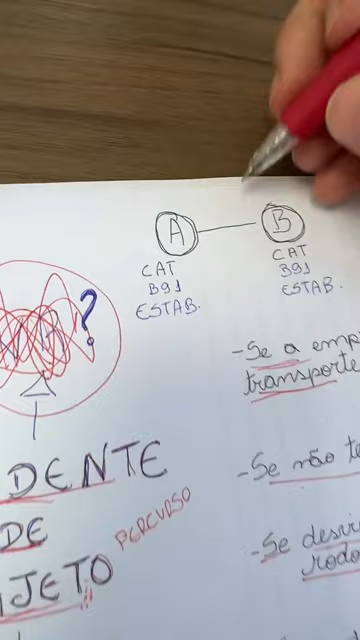 A
B
CAT
B91
ESTAB.
CAT
B91
ESTAB.
?
DENTE
DE
JETO
PERCURSO
-Se a emp
transporte
-Se não te
-Se desvi
rodo